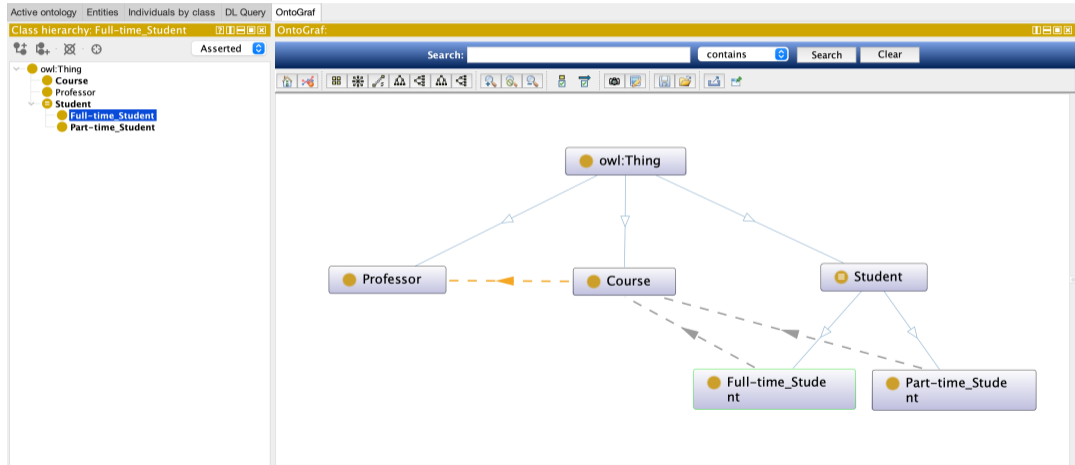 Active ontology Entities Individuals by class DL Query OntoGraf
Class hierarchy: Full-time_Student
Asserted
owl:Thing
Course
Professor
Student
Full-time_Student
Part-time_Student
OntoGraf:
Search: contains Search Clear
owl:Thing
Professor
Course
Student
Full-time_Stude
nt
Part-time_Stude
nt